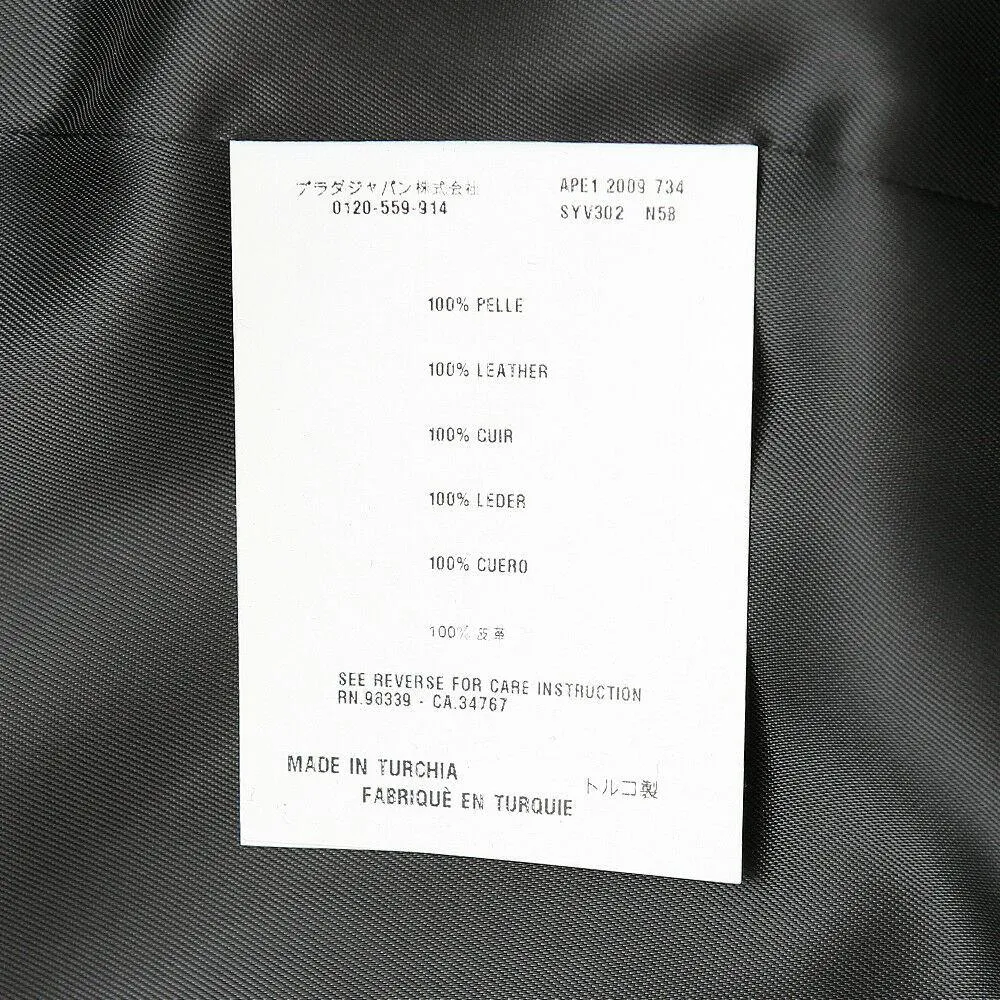 プラダジャパン株式会社
0120-559-914
APE1 2009 734
SYV302 N58
100% PELLE
100% LEATHER
100% CUIR
100% LEDER
100% CUERO
100% 皮革
SEE REVERSE FOR CARE INSTRUCTION
RN.98339 - CA.34767
MADE IN TURCHIA
FABRIQUÈ EN TURQUIE
トルコ製